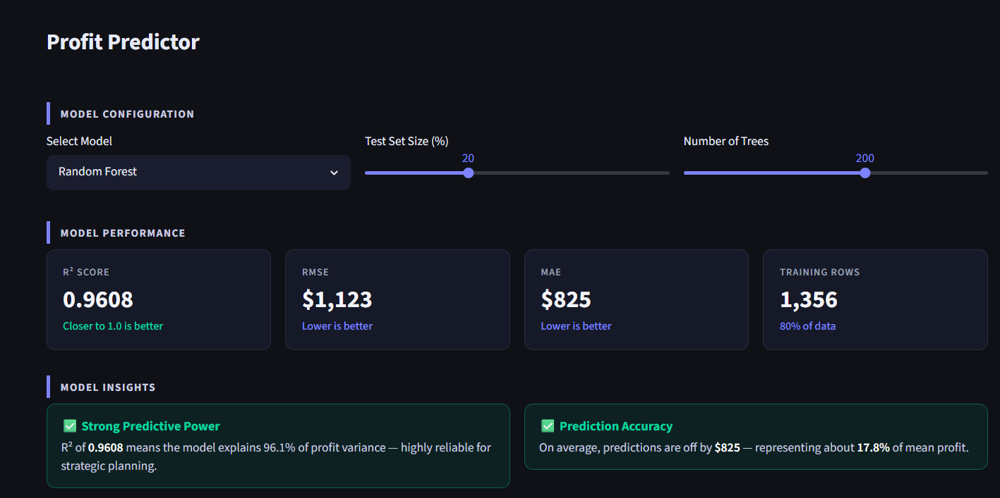 Profit Predictor
MODEL CONFIGURATION
Select Model
Test Set Size (%)
Number of Trees
20
200
Random Forest
MODEL PERFORMANCE
R² SCORE
0.9608
Closer to 1.0 is better
RMSE
$1,123
Lower is better
MAE
$825
Lower is better
TRAINING ROWS
1,356
80% of data
MODEL INSIGHTS
✅ Strong Predictive Power
R² of 0.9608 means the model explains 96.1% of profit variance — highly reliable for
strategic planning.
✅ Prediction Accuracy
On average, predictions are off by $825 — representing about 17.8% of mean profit.